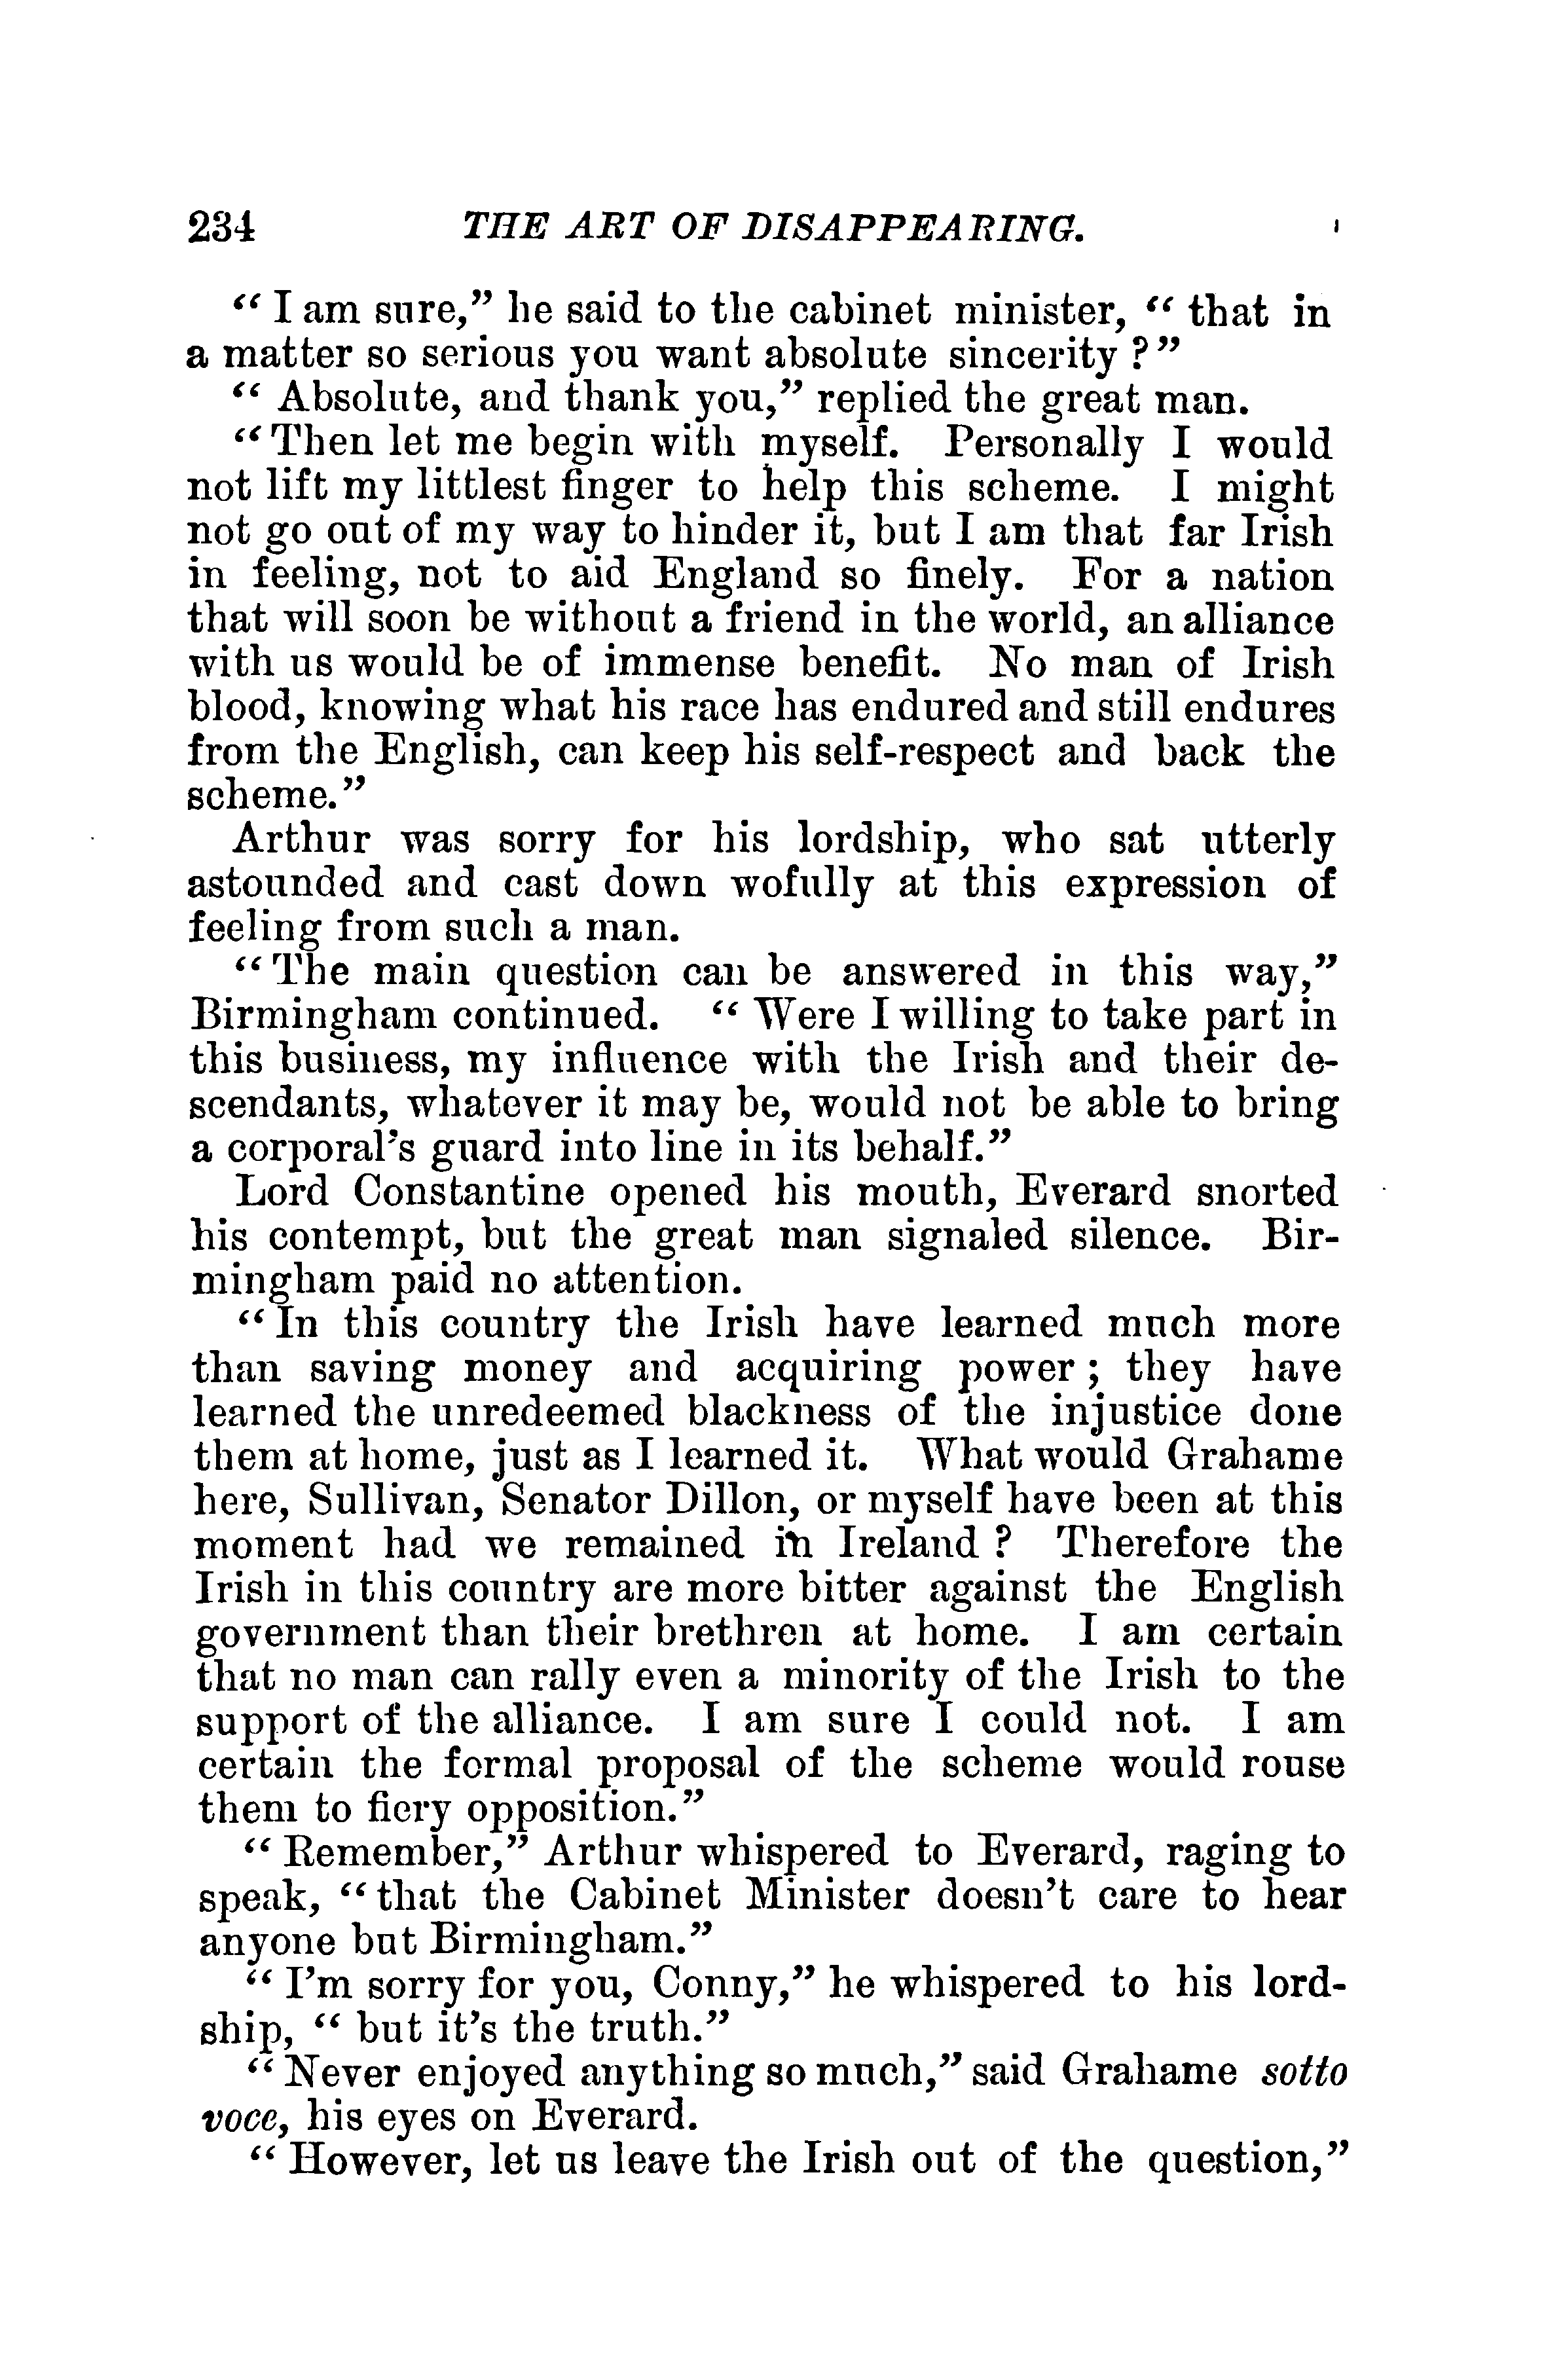 234 THE ART OF DISAPPEARING.
“ I am sure,” he said to the cabinet minister, “ that in
a matter so serious you want absolute sincerity ? ”
“ Absolute, and thank you,” replied the great man.
“ Then let me begin with myself. Personally I would
not lift my littlest finger to help this scheme. I might
not go out of my way to hinder it, but I am that far Irish
in feeling, not to aid England so finely. For a nation
that will soon be without a friend in the world, an alliance
with us would be of immense benefit. No man of Irish
blood, knowing what his race has endured and still endures
from the English, can keep his self-respect and back the
scheme.”
Arthur was sorry for his lordship, who sat utterly
astounded and cast down wofully at this expression of
feeling from such a man.
“ The main question can be answered in this way,”
Birmingham continued. “ Were I willing to take part in
this business, my influence with the Irish and their de-
scendants, whatever it may be, would not be able to bring
a corporal’s guard into line in its behalf.”
Lord Constantine opened his mouth, Everard snorted
his contempt, but the great man signaled silence. Bir-
mingham paid no attention.
“ In this country the Irish have learned much more
than saving money and acquiring power ; they have
learned the unredeemed blackness of the injustice done
them at home, just as I learned it. What would Grahame
here, Sullivan, Senator Dillon, or myself have been at this
moment had we remained in Ireland ? Therefore the
Irish in this country are more bitter against the English
government than their brethren at home. I am certain
that no man can rally even a minority of the Irish to the
support of the alliance. I am sure I could not. I am
certain the formal proposal of the scheme would rouse
them to fiery opposition.”
“ Remember,” Arthur whispered to Everard, raging to
speak, “ that the Cabinet Minister doesn’t care to hear
anyone but Birmingham.”
“ I’m sorry for you, Conny,” he whispered to his lord-
ship, “ but it’s the truth.”
“ Never enjoyed anything so much,” said Grahame sotto
voce, his eyes on Everard.
“ However, let us leave the Irish out of the question,”